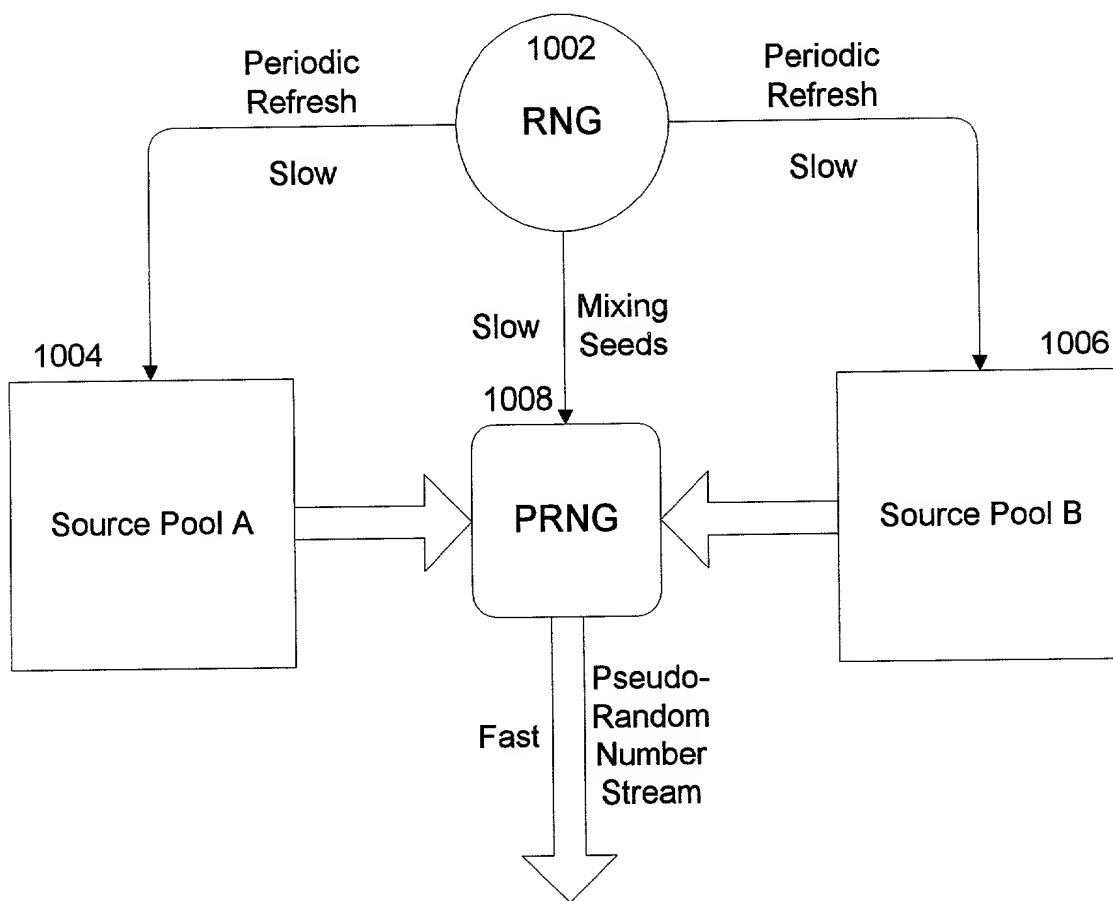 1002
RNG
Periodic
Refresh
Slow
Periodic
Refresh
Slow
Slow
Mixing
Seeds
1004
1006
1008
Source Pool A
PRNG
Source Pool B
Fast
Pseudo-
Random
Number
Stream